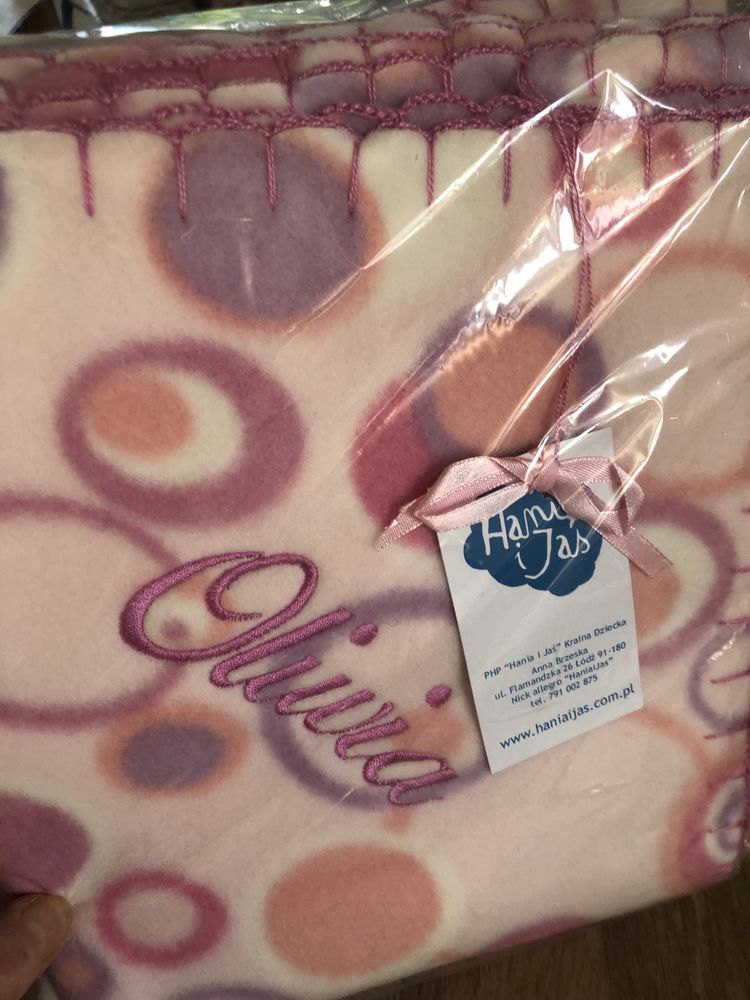 Hania
i Jaś
PHP "Hania i Jaś" Kraina Dziecka
Anna Brzeska
ul. Flamandzka 26 Łódź 91-180
Nick allegro "HaniaiJas"
tel. 791 002 875
www.haniaijas.com.pl
Oliwia